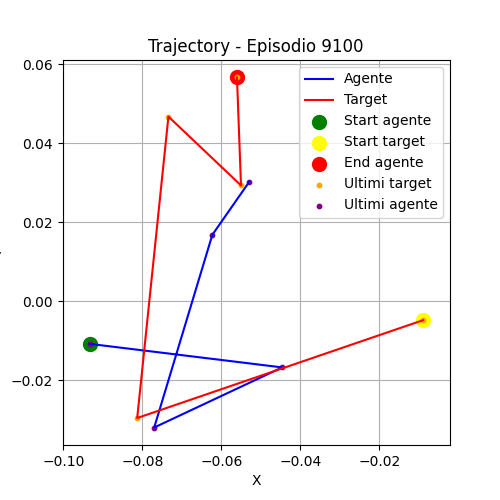 Trajectory - Episodio 9100
Agente
Target
Start agente
Start target
End agente
Ultimi target
Ultimi agente
0.06
0.04
0.02
0.00
−0.02
−0.10
−0.08
−0.06
−0.04
−0.02
X